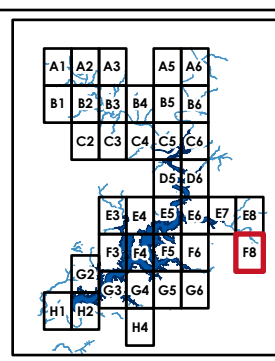 A1 A2 A3 A5 A6
B1 B2 B3 B4 B5 B6
C2 C3 C4 C5 C6
D5 D6
E3 E4 E5 E6 E7 E8
F3 F4 F5 F6 F8
G2 G3 G4 G5 G6
H1 H2 H4